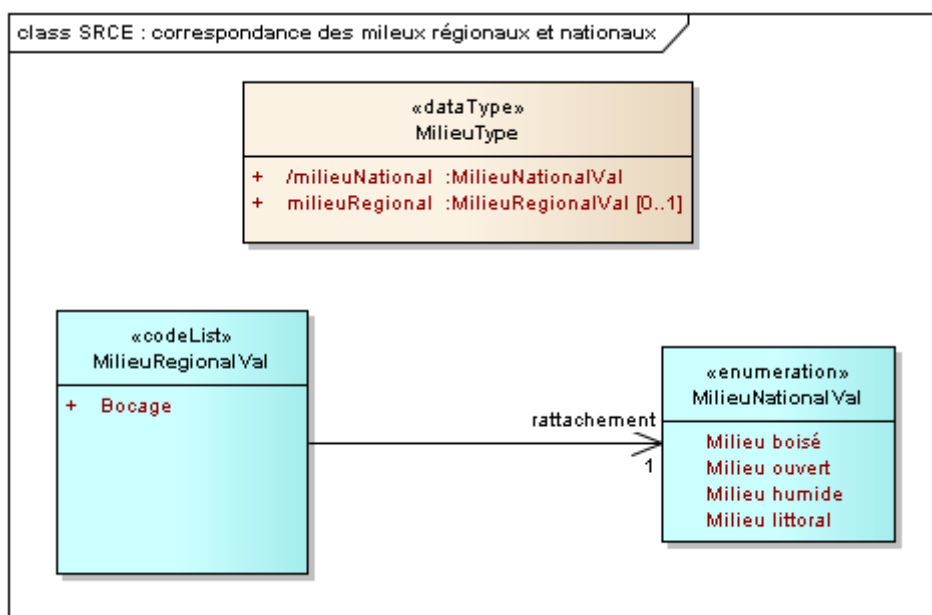 class SRCE : correspondance des mileux régionaux et nationaux
«dataType»
MilieuType
+ /milieuNational :MilieuNationalVal
+ milieuRegional :MilieuRegionalVal [0..1]
«codeList»
MilieuRegionalVal
+ Bocage
rattachement
1
«enumeration»
MilieuNationalVal
Milieu boisé
Milieu ouvert
Milieu humide
Milieu littoral